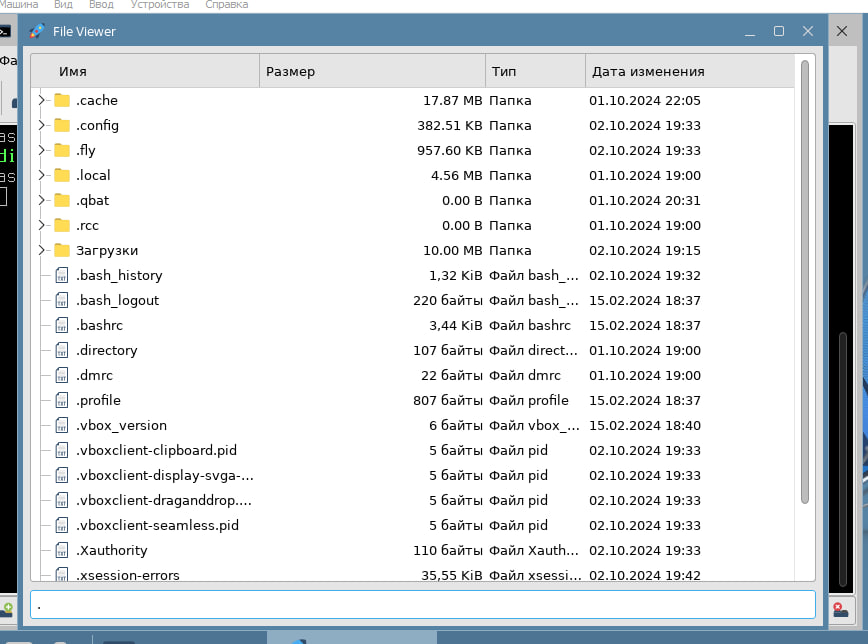 Машина Вид Ввод Устройства Справка
File Viewer
Фа
Имя Размер Тип Дата изменения
.cache 17.87 MB Папка 01.10.2024 22:05
.config 382.51 KB Папка 02.10.2024 19:33
.fly 957.60 KB Папка 02.10.2024 19:33
.local 4.56 MB Папка 01.10.2024 19:00
.qbat 0.00 B Папка 01.10.2024 20:31
.rcc 0.00 B Папка 01.10.2024 19:00
Загрузки 10.00 MB Папка 02.10.2024 19:15
.bash_history 1,32 KiB Файл bash_... 02.10.2024 19:32
.bash_logout 220 байты Файл bash_... 15.02.2024 18:37
.bashrc 3,44 KiB Файл bashrc 15.02.2024 18:37
.directory 107 байты Файл direct... 01.10.2024 19:00
.dmrc 22 байты Файл dmrc 01.10.2024 19:00
.profile 807 байты Файл profile 15.02.2024 18:37
.vbox_version 6 байты Файл vbox_... 15.02.2024 18:40
.vboxclient-clipboard.pid 5 байты Файл pid 02.10.2024 19:33
.vboxclient-display-svga-... 5 байты Файл pid 02.10.2024 19:33
.vboxclient-draganddrop.... 5 байты Файл pid 02.10.2024 19:33
.vboxclient-seamless.pid 5 байты Файл pid 02.10.2024 19:33
.Xauthority 110 байты Файл Xauth... 02.10.2024 19:33
.xsession-errors 35,55 KiB Файл xsessi... 02.10.2024 19:42
.